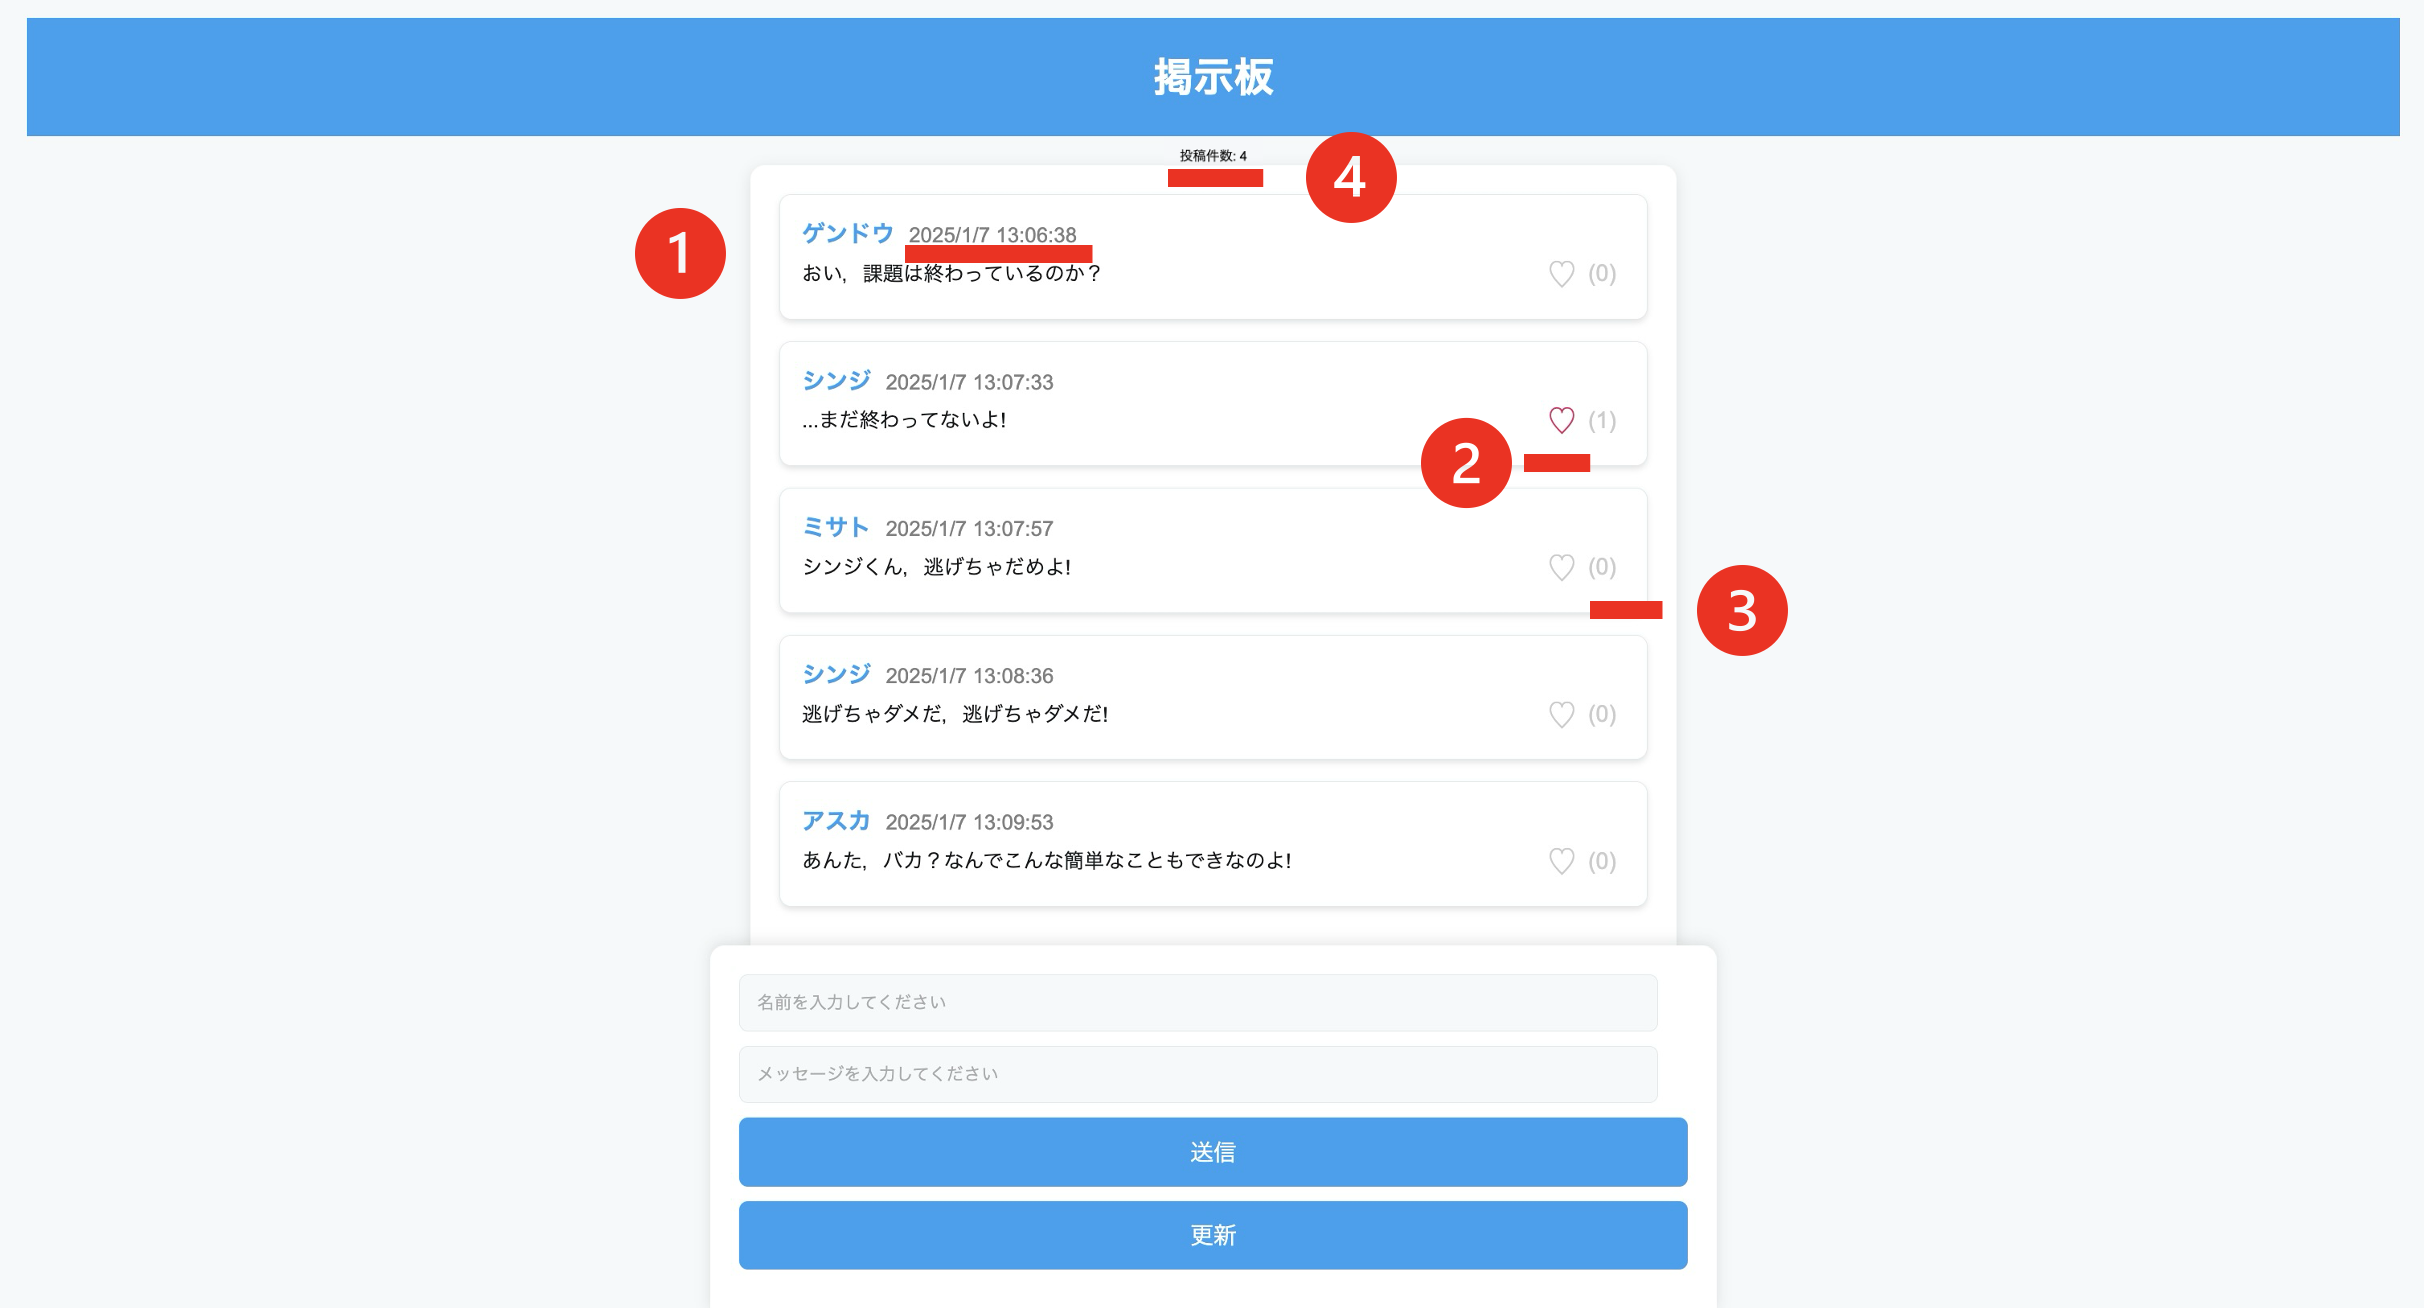 掲示板
投稿件数: 4
4
1
ゲンドウ 2025/1/7 13:06:38
おい，課題は終わっているのか？ ♡ (0)
シンジ 2025/1/7 13:07:33
...まだ終わってないよ! ♡ (1)
2
ミサト 2025/1/7 13:07:57
シンジくん，逃げちゃだめよ! ♡ (0)
3
シンジ 2025/1/7 13:08:36
逃げちゃダメだ，逃げちゃダメだ! ♡ (0)
アスカ 2025/1/7 13:09:53
あんた，バカ？なんでこんな簡単なこともできなのよ! ♡ (0)
名前を入力してください
メッセージを入力してください
送信
更新